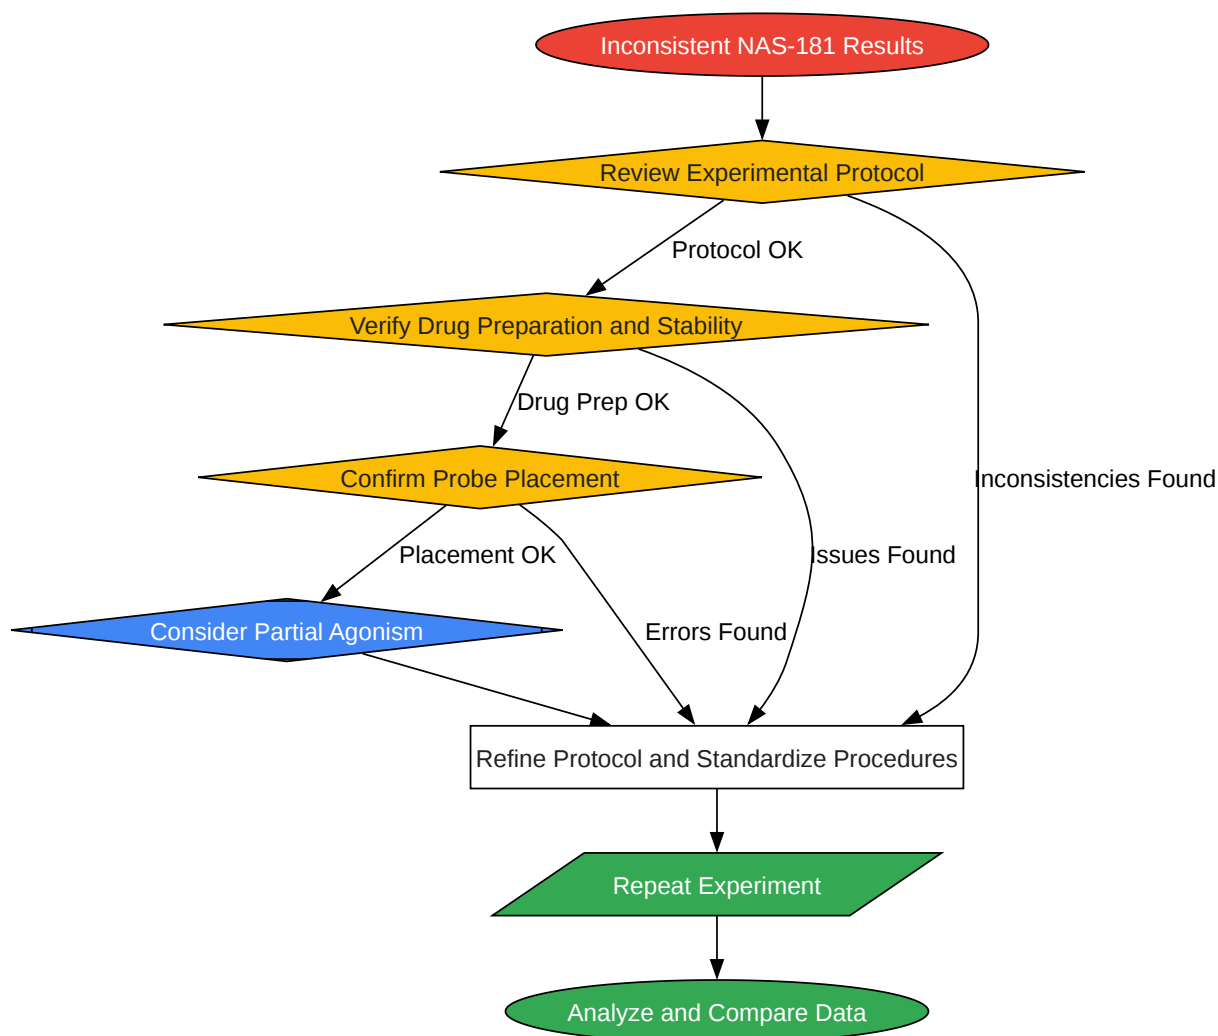 Inconsistent NAS-181 Results
Review Experimental Protocol
Protocol OK
Verify Drug Preparation and Stability
Drug Prep OK
Confirm Probe Placement
Inconsistencies Found
Placement OK
Issues Found
Consider Partial Agonism
Errors Found
Refine Protocol and Standardize Procedures
Repeat Experiment
Analyze and Compare Data